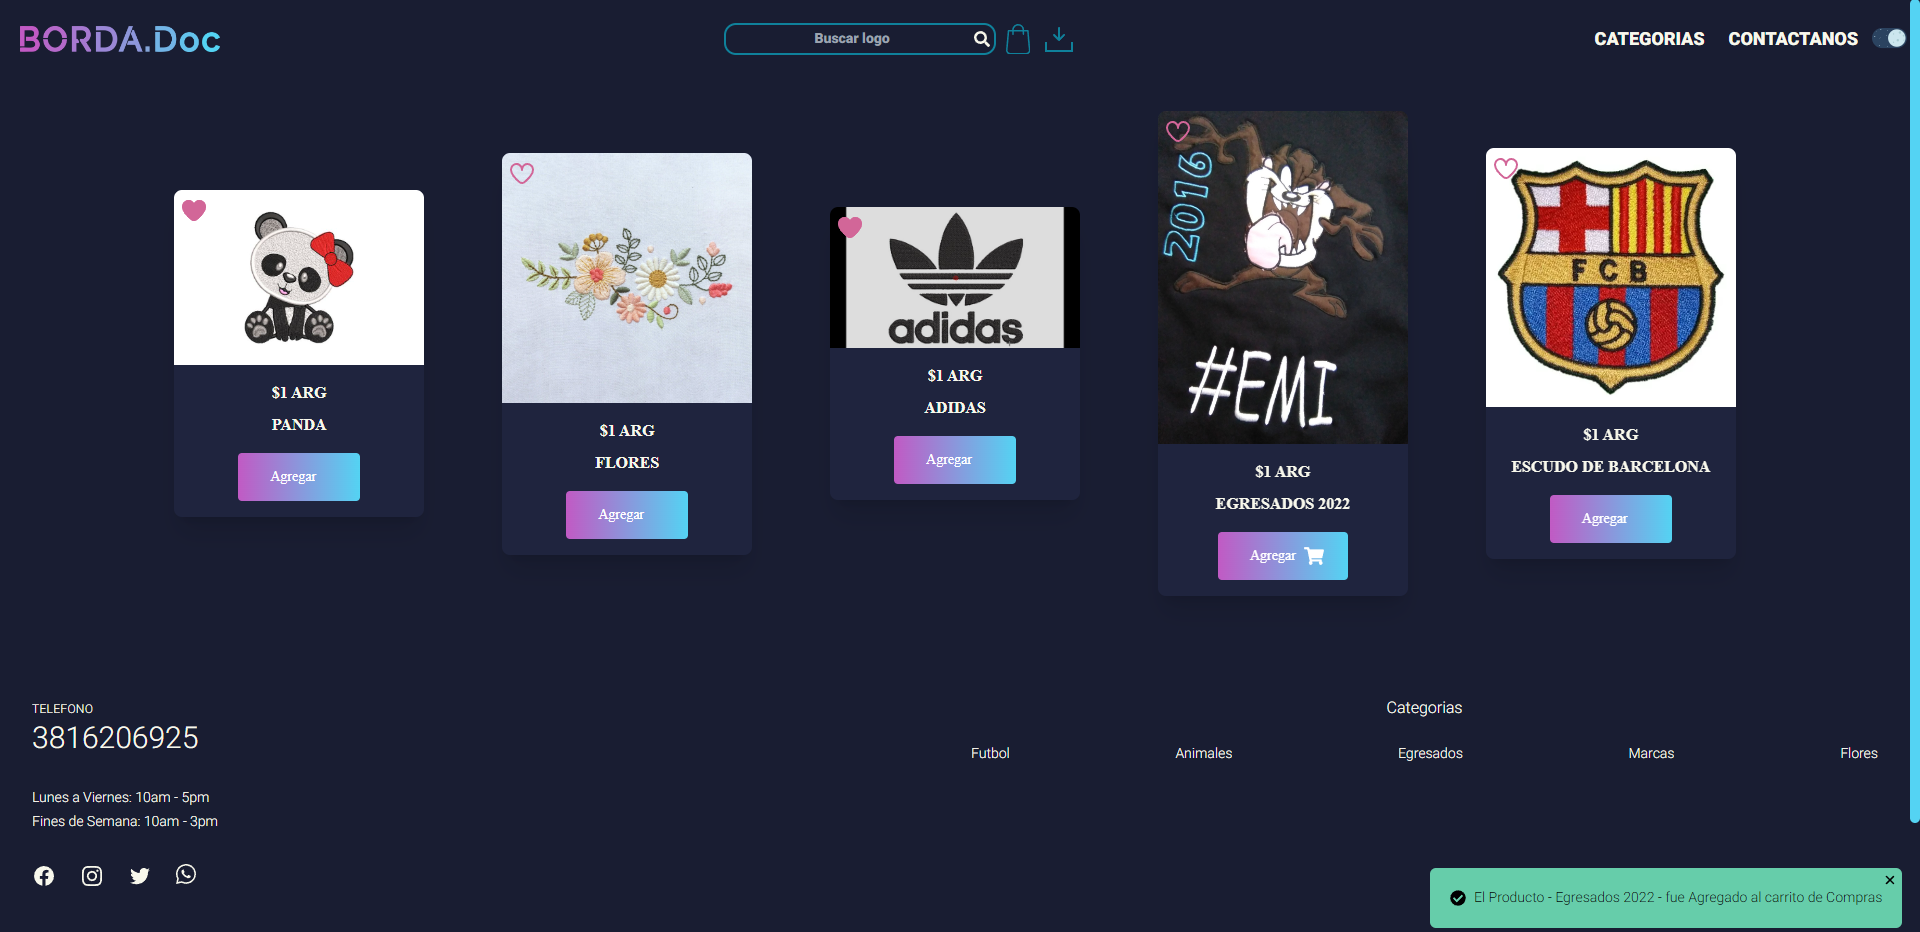 BORDA.Doc
Buscar logo
CATEGORIAS
CONTACTANOS
$1 ARG
PANDA
Agregar
$1 ARG
FLORES
Agregar
adidas
$1 ARG
ADIDAS
Agregar
2016
#EMI
$1 ARG
EGRESADOS 2022
Agregar
FCB
$1 ARG
ESCUDO DE BARCELONA
Agregar
TELEFONO
3816206925
Lunes a Viernes: 10am - 5pm
Fines de Semana: 10am - 3pm
Categorias
Futbol
Animales
Egresados
Marcas
Flores
El Producto - Egresados 2022 - fue Agregado al carrito de Compras